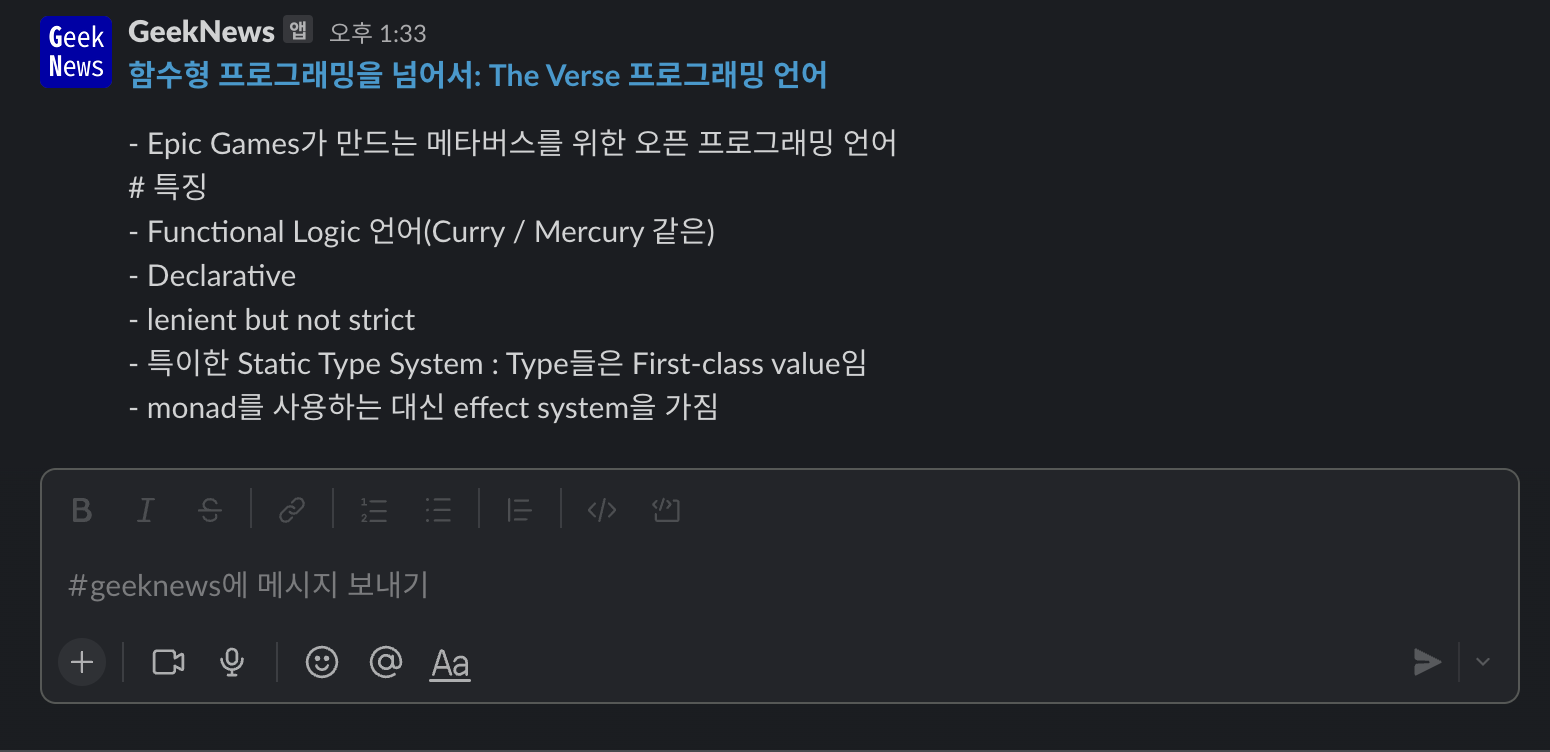 Geek
News
GeekNews 앱 오후 1:33
함수형 프로그래밍을 넘어서: The Verse 프로그래밍 언어
- Epic Games가 만드는 메타버스를 위한 오픈 프로그래밍 언어
# 특징
- Functional Logic 언어(Curry / Mercury 같은)
- Declarative
- lenient but not strict
- 특이한 Static Type System : Type들은 First-class value임
- monad를 사용하는 대신 effect system을 가짐
B I S
#geeknews에 메시지 보내기
Aa